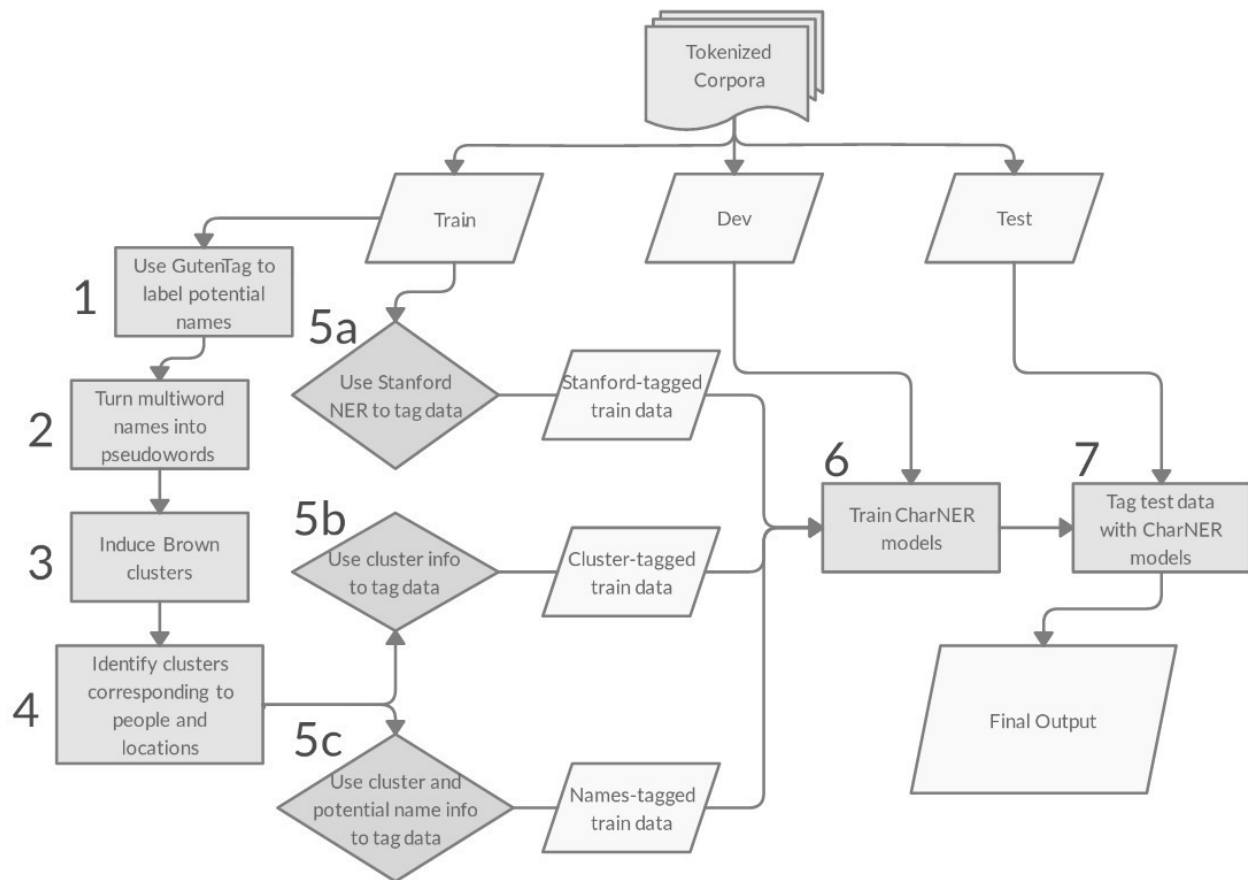 Tokenized
Corpora
Train
Dev
Test
1
Use GutenTag to
label potential
names
5a
Use Stanford
NER to tag data
Stanford-tagged
train data
2
Turn multiword
names into
pseudowords
6
Train CharNER
models
7
Tag test data
with CharNER
models
3
Induce Brown
clusters
5b
Use cluster info
to tag data
Cluster-tagged
train data
4
Identify clusters
corresponding to
people and
locations
5c
Use cluster and
potential name info
to tag data
Names-tagged
train data
Final Output